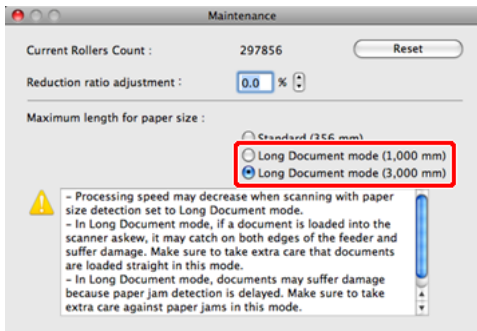 Maintenance
Current Rollers Count :
297856
Reset
Reduction ratio adjustment :
0.0 %
Maximum length for paper size :
Standard (356 mm)
Long Document mode (1,000 mm)
Long Document mode (3,000 mm)
– Processing speed may decrease when scanning with paper
size detection set to Long Document mode.
– In Long Document mode, if a document is loaded into the
scanner askew, it may catch on both edges of the feeder and
suffer damage. Make sure to take extra care that documents
are loaded straight in this mode.
– In Long Document mode, documents may suffer damage
because paper jam detection is delayed. Make sure to take
extra care against paper jams in this mode.